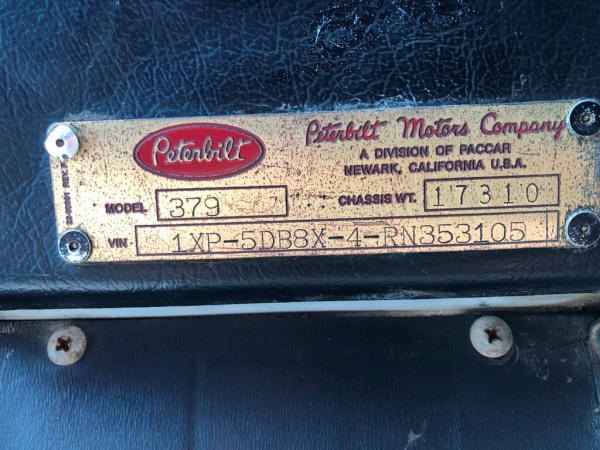 Peterbilt
Peterbilt Motors Company
A DIVISION OF PACCAR
NEWARK, CALIFORNIA U.S.A.
MODEL 379 CHASSIS WT. 17310
VIN 1XP-5DB8X-4-RN353105